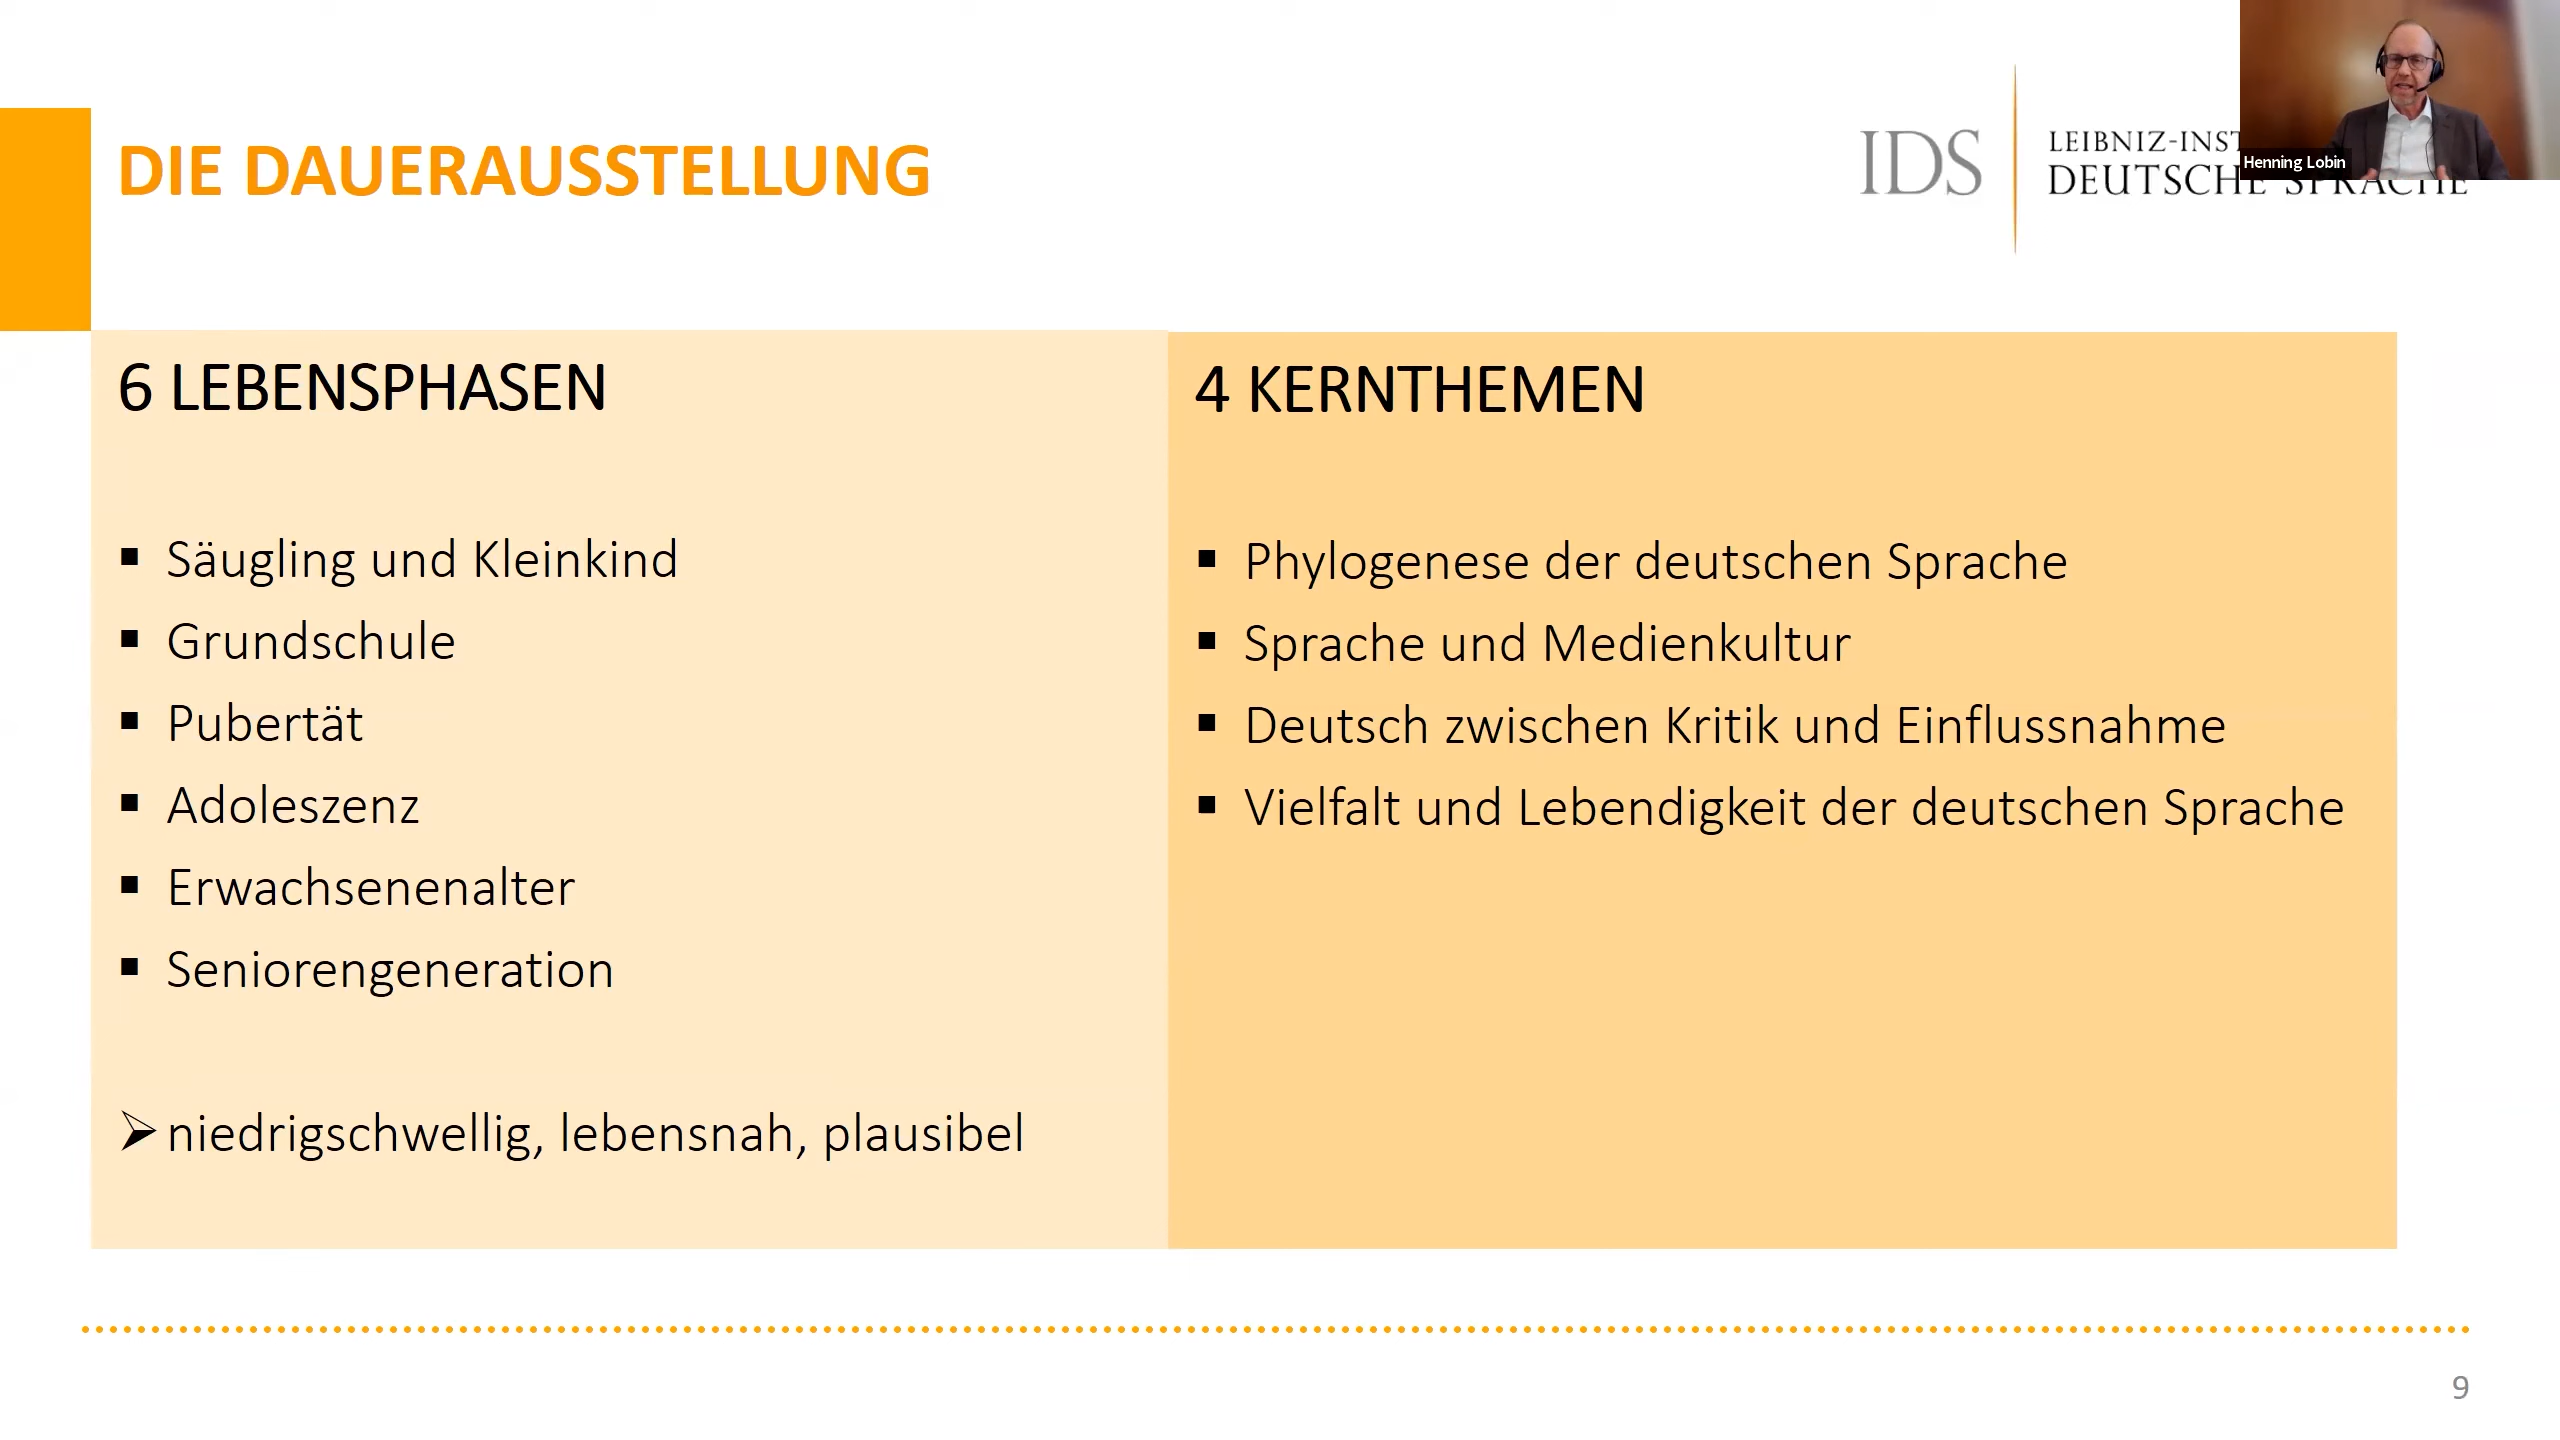 DIE DAUERAUSSTELLUNG
IDS
LEIBNIZ-INST
DEUTSCHE SPRACHE
Henning Lobin
6 LEBENSPHASEN
▪ Säugling und Kleinkind
▪ Grundschule
▪ Pubertät
▪ Adoleszenz
▪ Erwachsenenalter
▪ Seniorengeneration
➢ niedrigschwellig, lebensnah, plausibel
4 KERNTHEMEN
▪ Phylogenese der deutschen Sprache
▪ Sprache und Medienkultur
▪ Deutsch zwischen Kritik und Einflussnahme
▪ Vielfalt und Lebendigkeit der deutschen Sprache
9